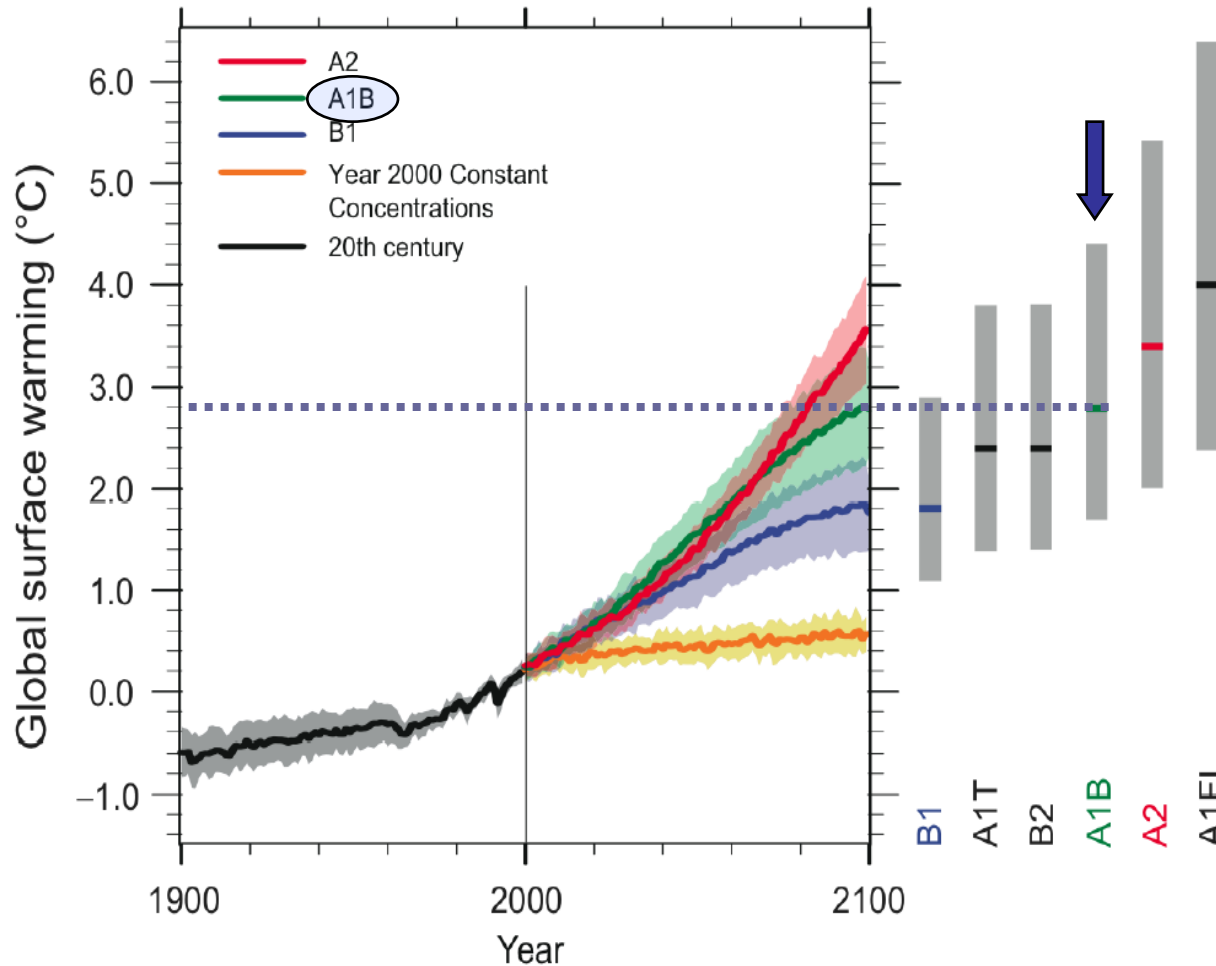 A2
A1B
B1
Year 2000 Constant
Concentrations
20th century
Global surface warming (°C)
6.0
5.0
4.0
3.0
2.0
1.0
0.0
−1.0
1900
2000
2100
Year
B1
A1T
B2
A1B
A2